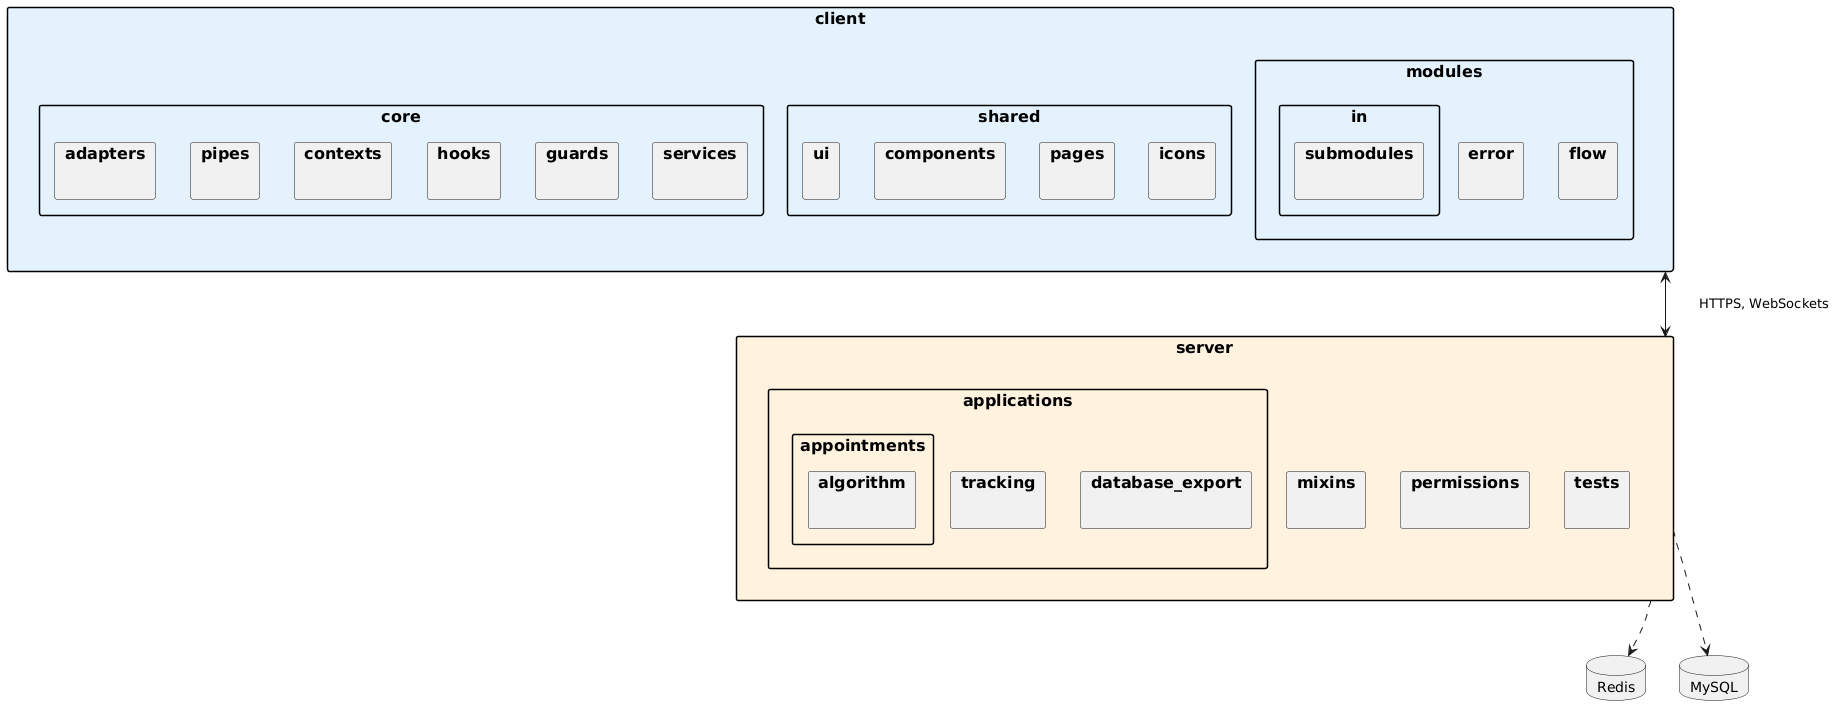 client
modules
core
shared
in
adapters
pipes
contexts
hooks
guards
services
ui
components
pages
icons
submodules
error
flow
HTTPS, WebSockets
server
applications
appointments
algorithm
tracking
database_export
mixins
permissions
tests
Redis
MySQL